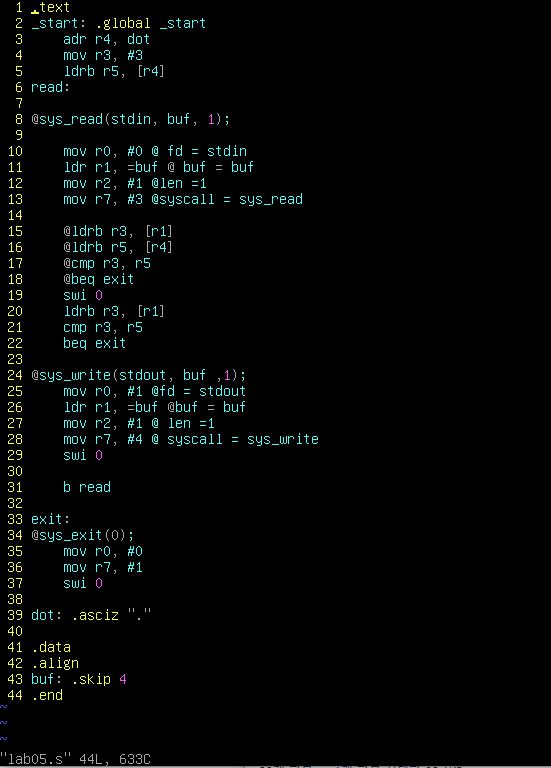 1 .text
2 _start: .global _start
3     adr r4, dot
4     mov r3, #3
5     ldrb r5, [r4]
6 read:
7
8 @sys_read(stdin, buf, 1);
9
10     mov r0, #0 @ fd = stdin
11     ldr r1, =buf @ buf = buf
12     mov r2, #1 @len =1
13     mov r7, #3 @syscall = sys_read
14
15     @ldrb r3, [r1]
16     @ldrb r5, [r4]
17     @cmp r3, r5
18     @beq exit
19     swi 0
20     ldrb r3, [r1]
21     cmp r3, r5
22     beq exit
23
24 @sys_write(stdout, buf ,1);
25     mov r0, #1 @fd = stdout
26     ldr r1, =buf @buf = buf
27     mov r2, #1 @ len =1
28     mov r7, #4 @ syscall = sys_write
29     swi 0
30
31     b read
32
33 exit:
34 @sys_exit(0);
35     mov r0, #0
36     mov r7, #1
37     swi 0
38
39 dot: .asciz "."
40
41 .data
42 .align
43 buf: .skip 4
44 .end
~
~
~
"lab05.s" 44L, 633C